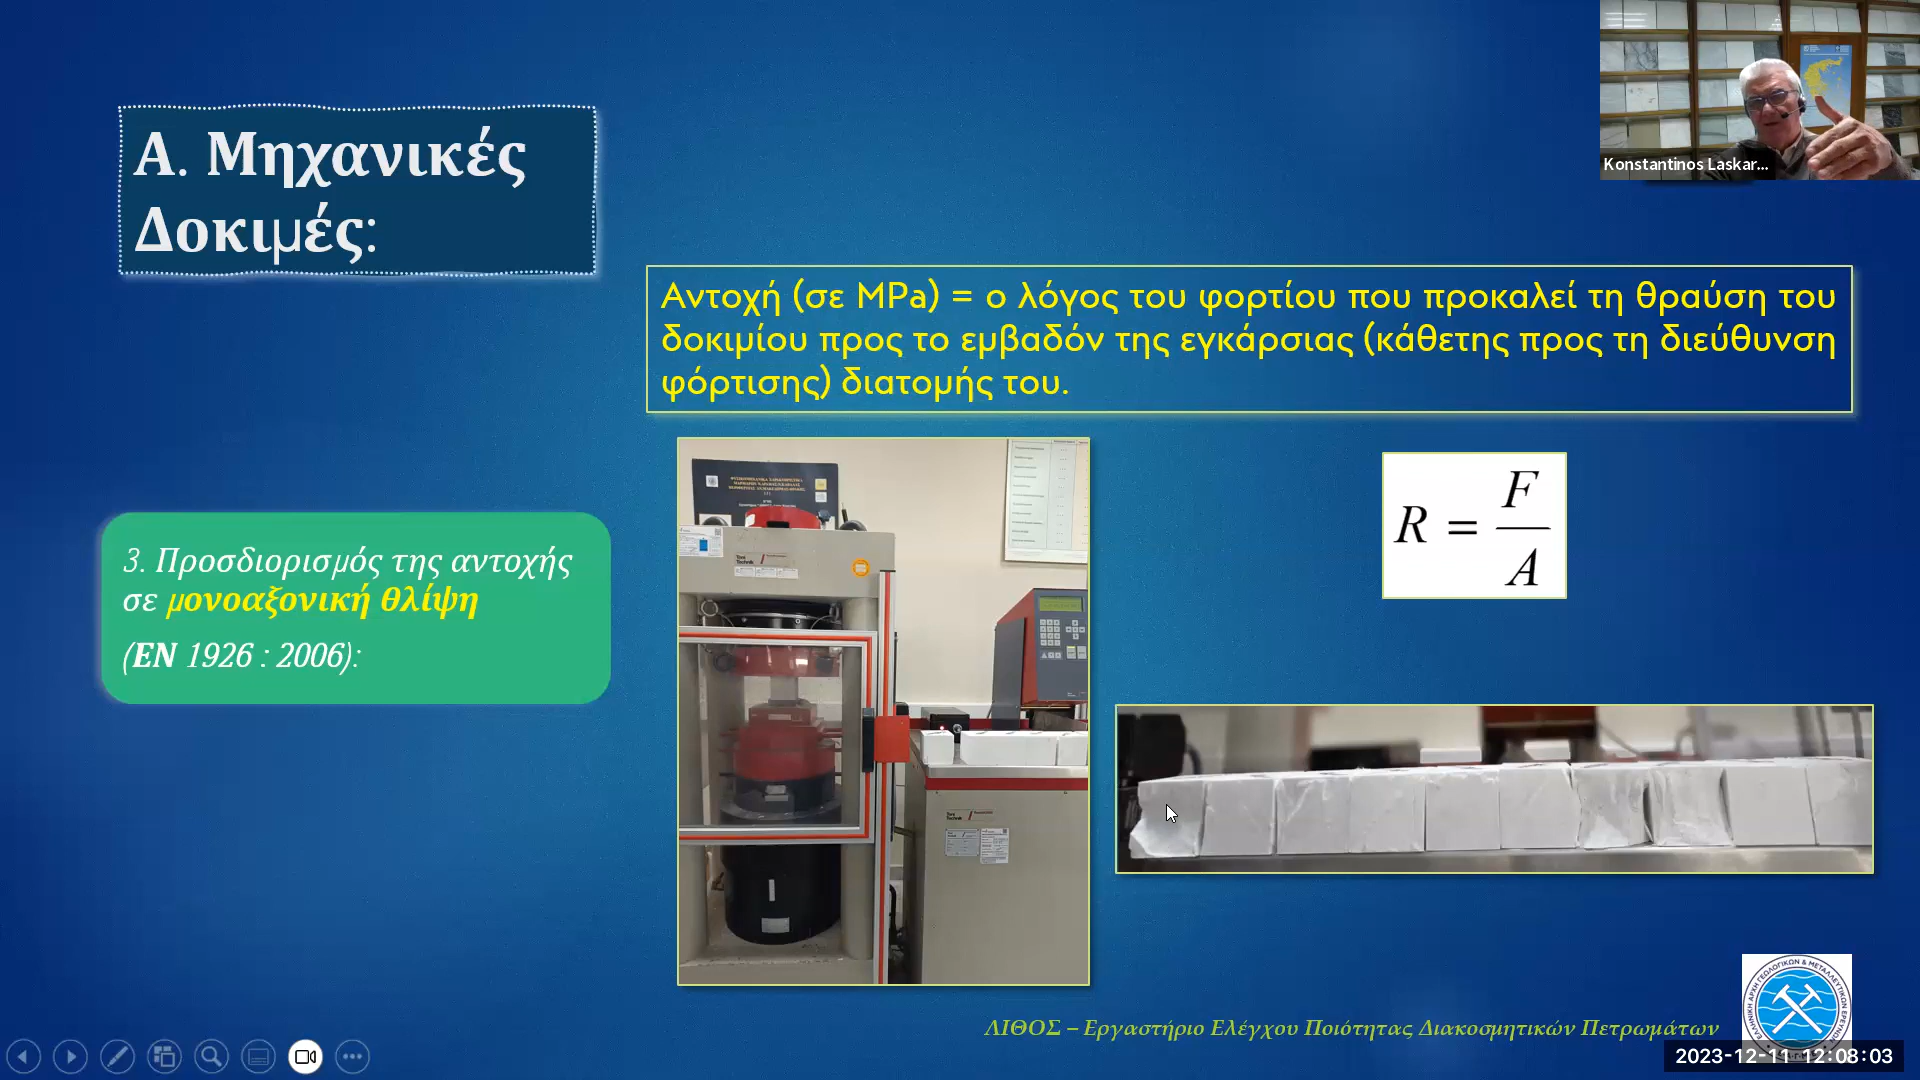 Α. Μηχανικές
Δοκιμές:
Konstantinos Laskar...
Αντοχή (σε MPa) = ο λόγος του φορτίου που προκαλεί τη θραύση του
δοκιμίου προς το εμβαδόν της εγκάρσιας (κάθετης προς τη διεύθυνση
φόρτισης) διατομής του.
3. Προσδιορισμός της αντοχής
σε μονοαξονική θλίψη
(EN 1926 : 2006):
R = F / A
ΛΙΘΟΣ – Εργαστήριο Ελέγχου Ποιότητας Διακοσμητικών Πετρωμάτων
2023-12-11 12:08:03